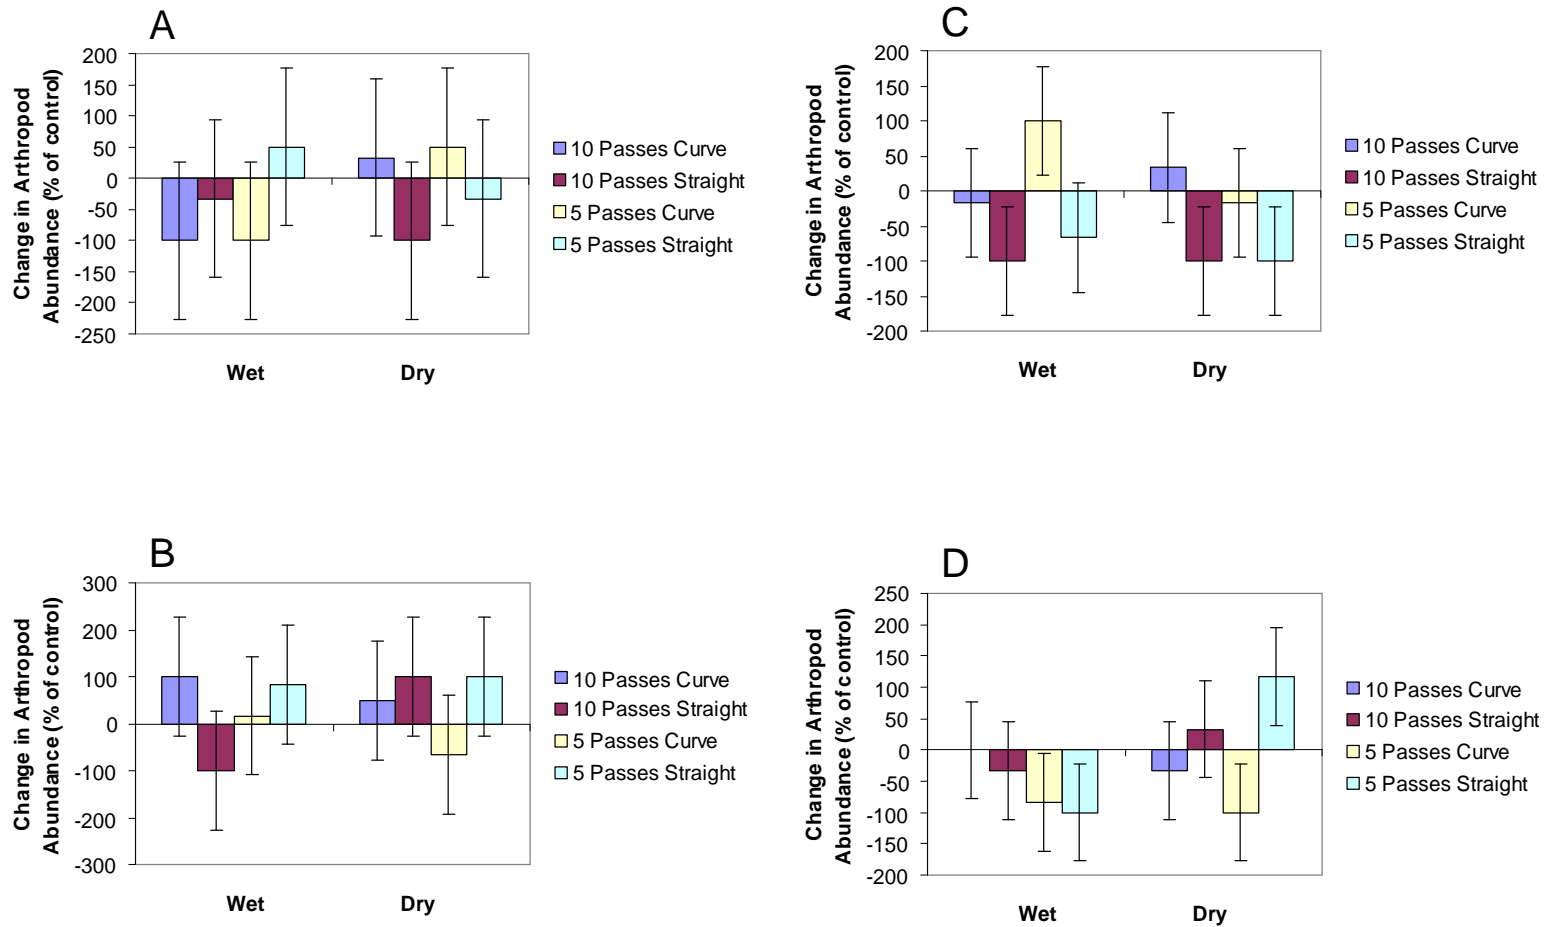 A
Change in Arthropod
Abundance (% of control)
200
150
100
50
0
-50
-100
-150
-200
-250
Wet
Dry
10 Passes Curve
10 Passes Straight
5 Passes Curve
5 Passes Straight
C
Change in Arthropod
Abundance (% of control)
200
150
100
50
0
-50
-100
-150
-200
Wet
Dry
10 Passes Curve
10 Passes Straight
5 Passes Curve
5 Passes Straight
B
Change in Arthropod
Abundance (% of control)
300
200
100
0
-100
-200
-300
Wet
Dry
10 Passes Curve
10 Passes Straight
5 Passes Curve
5 Passes Straight
D
Change in Arthropod
Abundance (% of control)
250
200
150
100
50
0
-50
-100
-150
-200
Wet
Dry
10 Passes Curve
10 Passes Straight
5 Passes Curve
5 Passes Straight